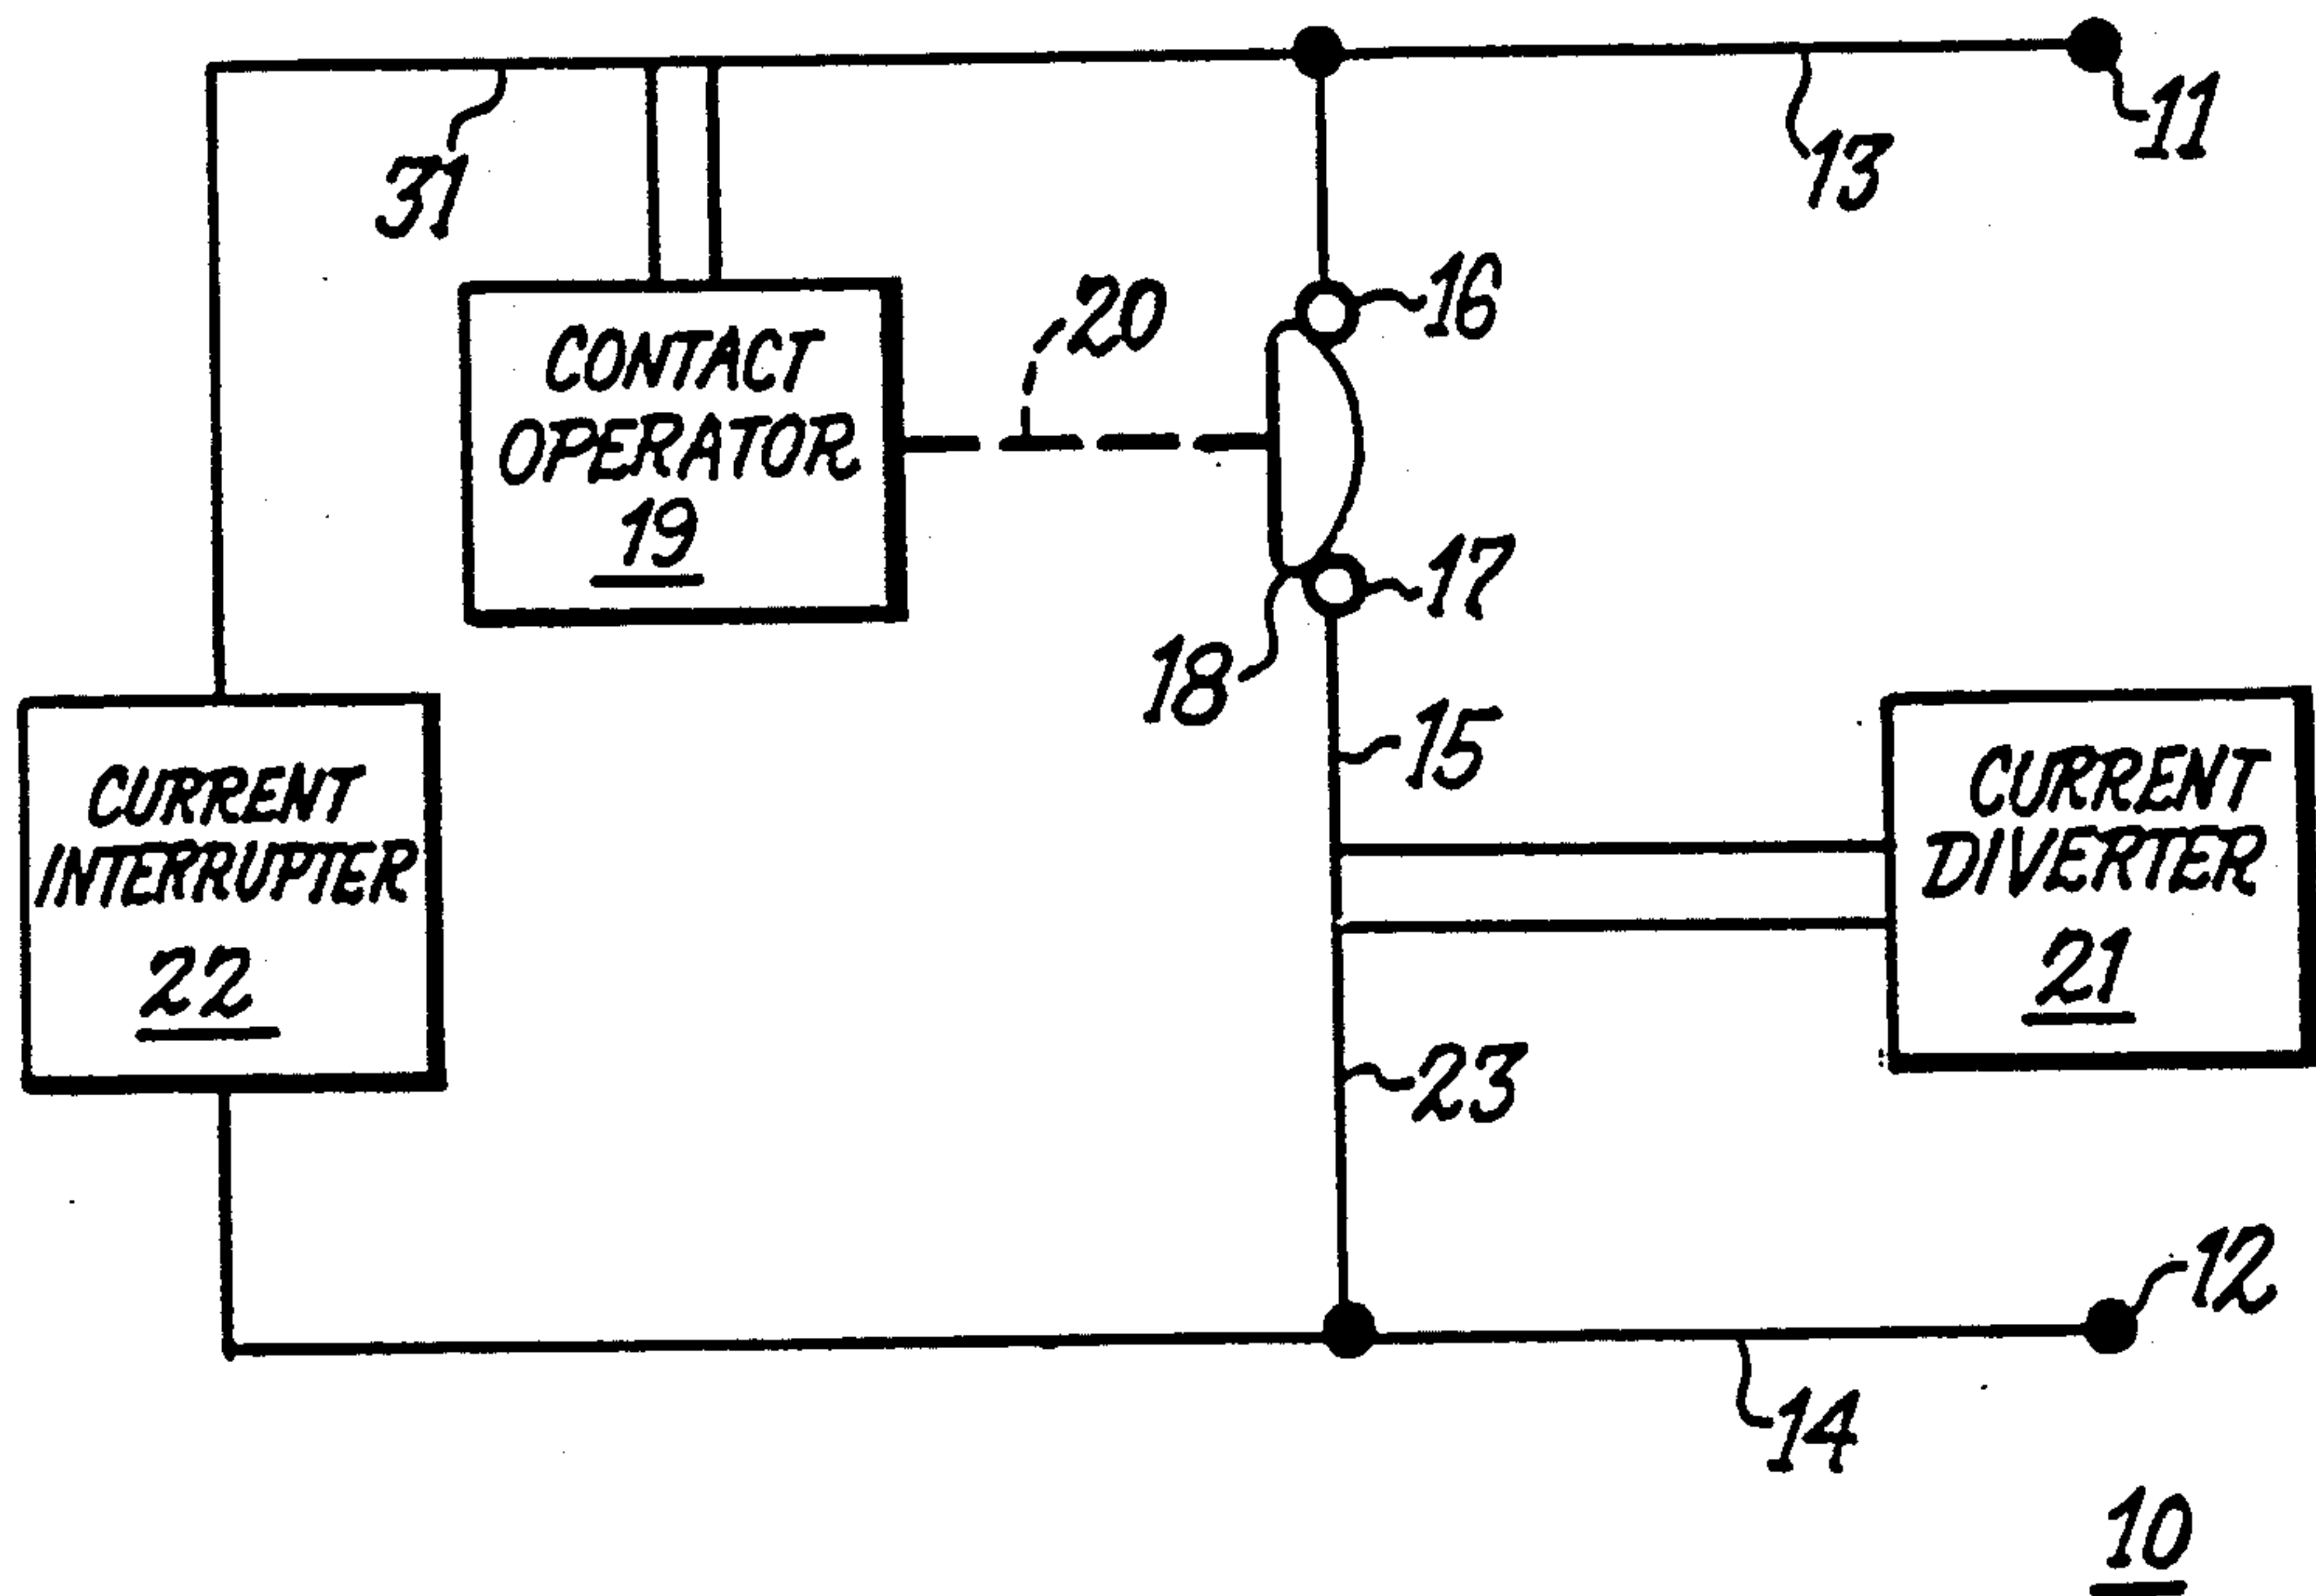 11
13
31
16
20
CONTACT
OPERATOR
19
17
18
15
CURRENT
INTERRUPTER
22
CURRENT
DIVERTER
21
23
12
14
10